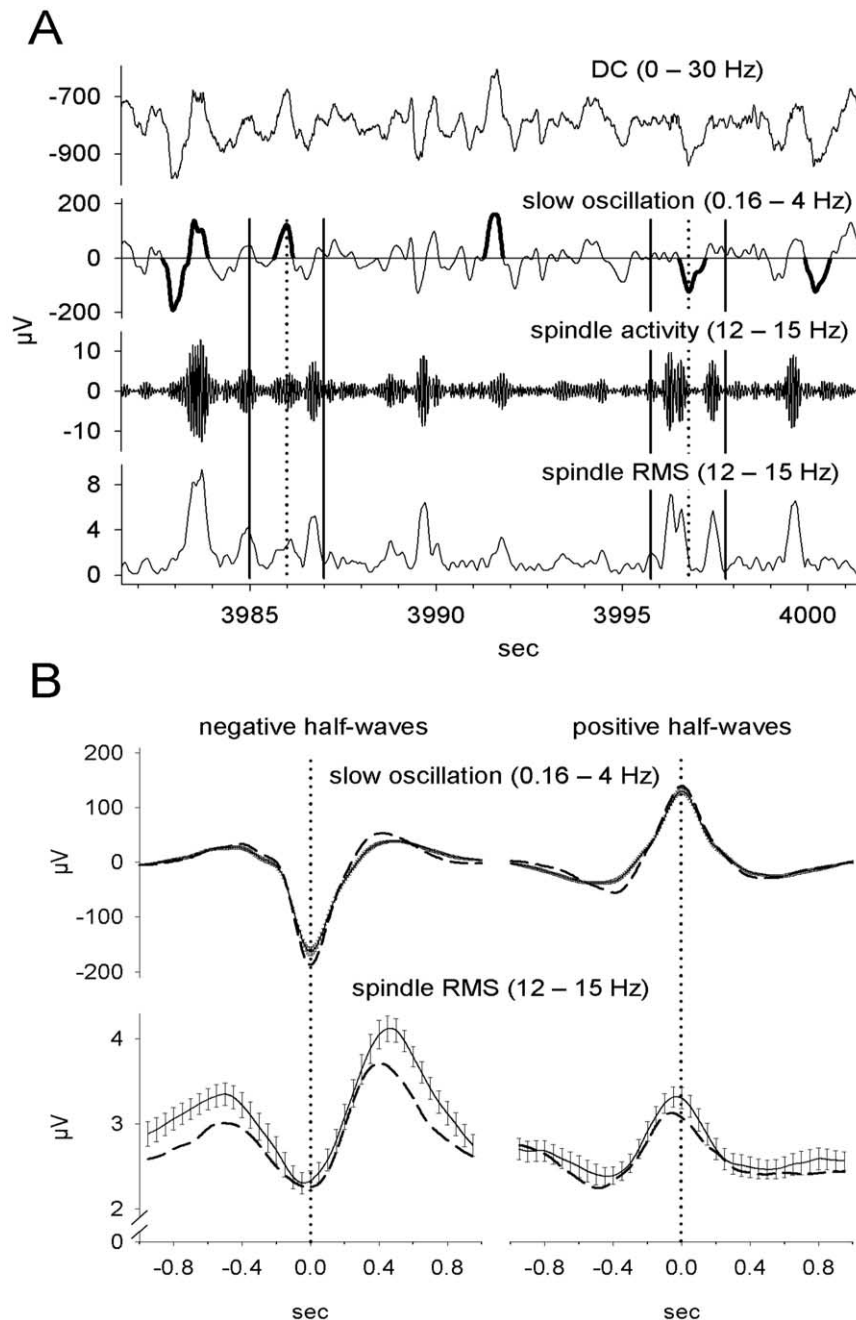 A
DC (0 – 30 Hz)
-700
-900
slow oscillation (0.16 – 4 Hz)
200
0
-200
µV
spindle activity (12 – 15 Hz)
10
0
-10
spindle RMS (12 – 15 Hz)
8
4
0
3985 3990 3995 4000
sec
B
negative half-waves positive half-waves
slow oscillation (0.16 – 4 Hz)
200
100
0
-100
-200
µV
spindle RMS (12 – 15 Hz)
4
3
2
0
µV
-0.8 -0.4 0.0 0.4 0.8 -0.8 -0.4 0.0 0.4 0.8
sec sec